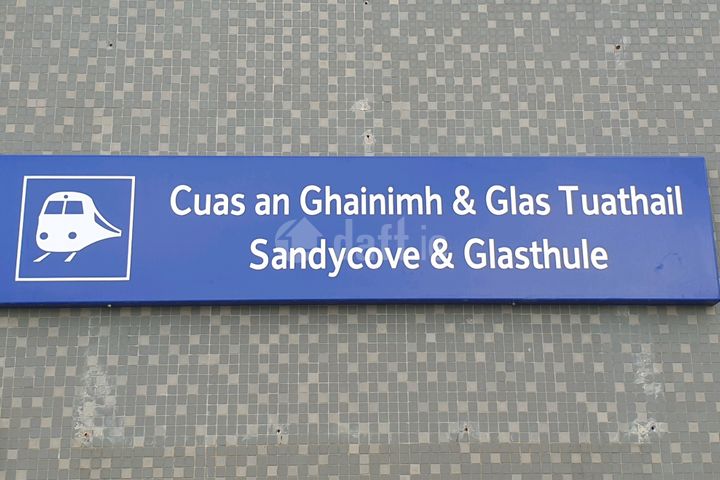 Cuas an Ghainimh & Glas Tuathail
Sandycove & Glasthule
daft.ie